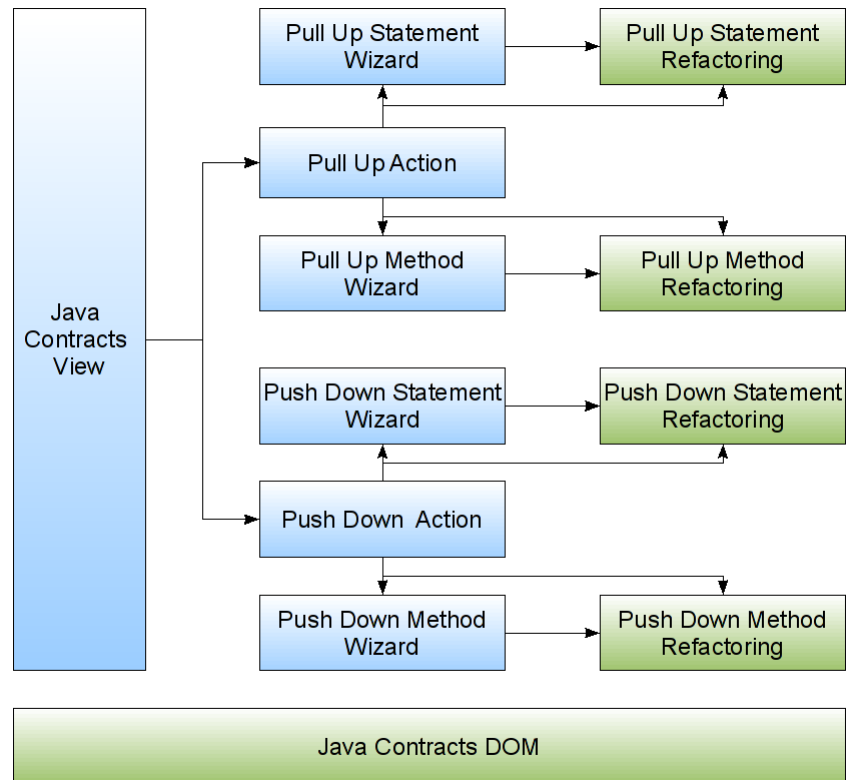 Pull Up Statement
Wizard
Pull Up Statement
Refactoring
Pull Up Action
Pull Up Method
Wizard
Pull Up Method
Refactoring
Java
Contracts
View
Push Down Statement
Wizard
Push Down Statement
Refactoring
Push Down Action
Push Down Method
Wizard
Push Down Method
Refactoring
Java Contracts DOM